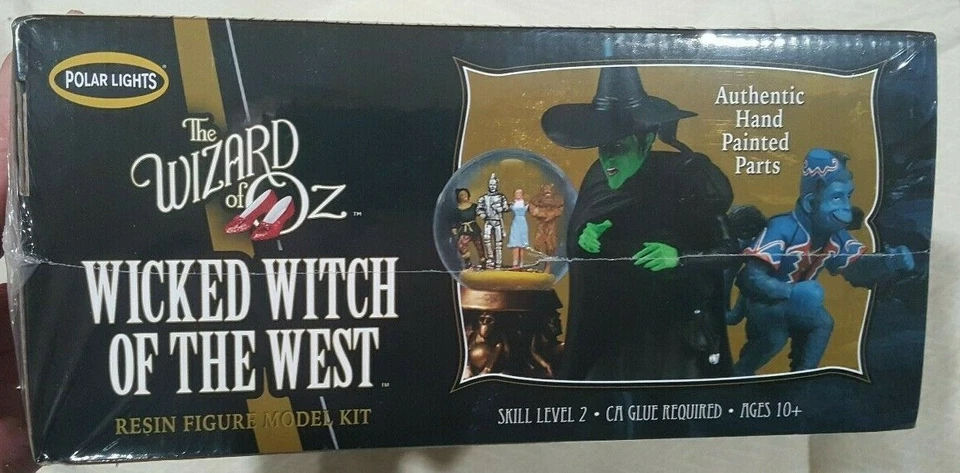 POLAR LIGHTS
The
WIZARD
of OZ ™
WICKED WITCH
OF THE WEST ™
RESIN FIGURE MODEL KIT
Authentic
Hand
Painted
Parts
SKILL LEVEL 2 • CA GLUE REQUIRED • AGES 10+